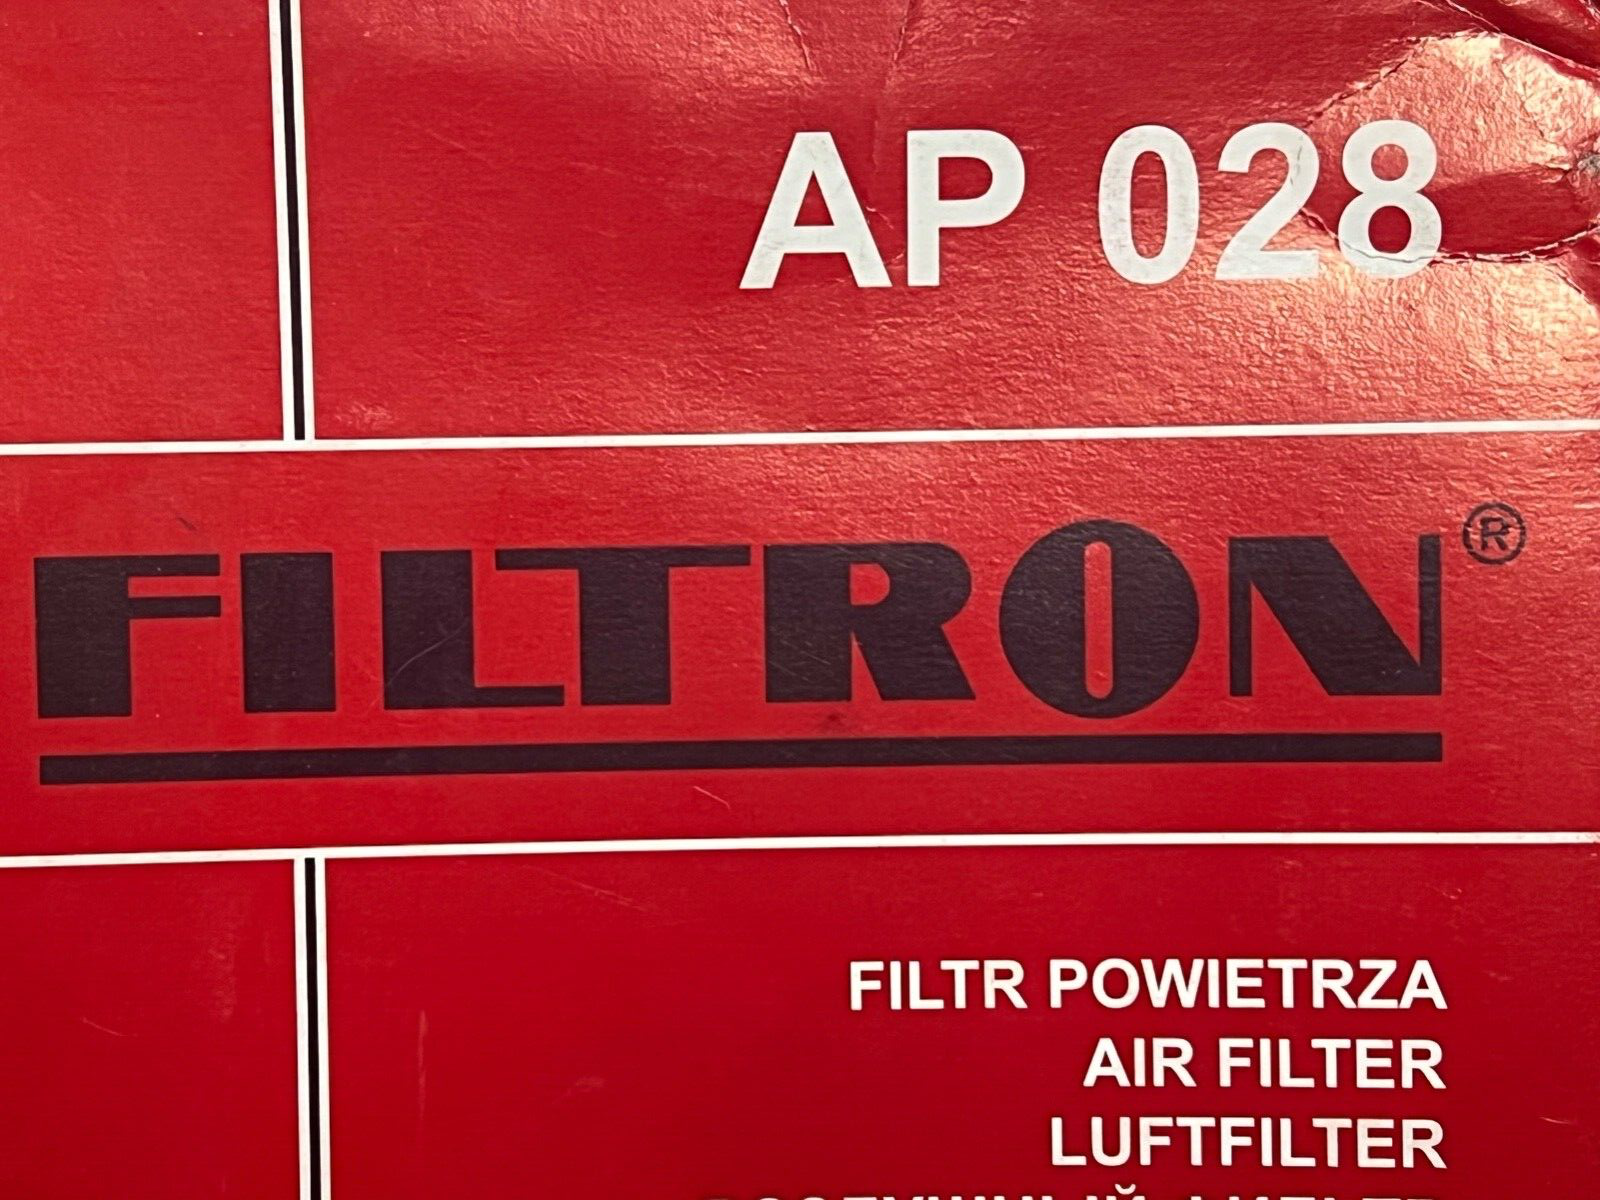 AP 028
FILTRON®
FILTR POWIETRZA
AIR FILTER
LUFTFILTER